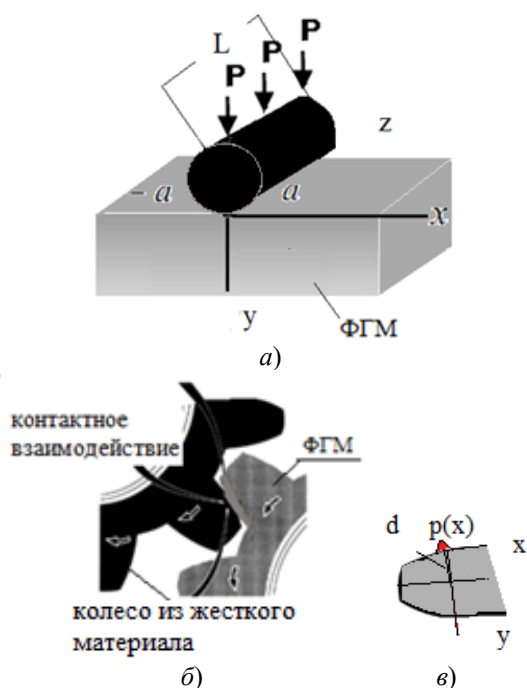 L
P
P
P
z
– a
a
x
y
ФГМ
а)
контактное
взаимодействие
ФГМ
d
p(x)
x
y
колесо из жесткого
материала
б)
в)